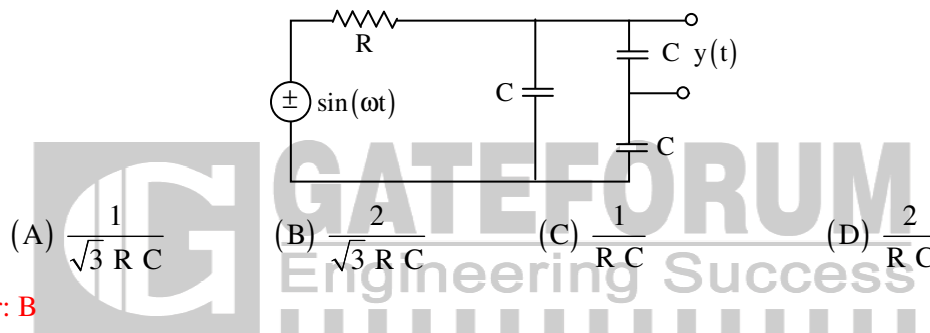 R
C y(t)
± sin(ωt)
C
C
GATEFORUM
(A) 1/(√3 R C) (B) 2/(√3 R C) (C) 1/(R C) (D) 2/(R C)
Engineering Success
r: B